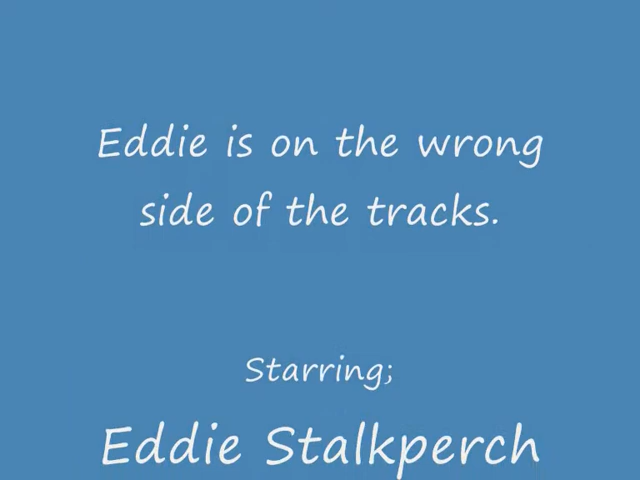 Eddie is on the wrong
side of the tracks.
Starring;
Eddie Stalkperch